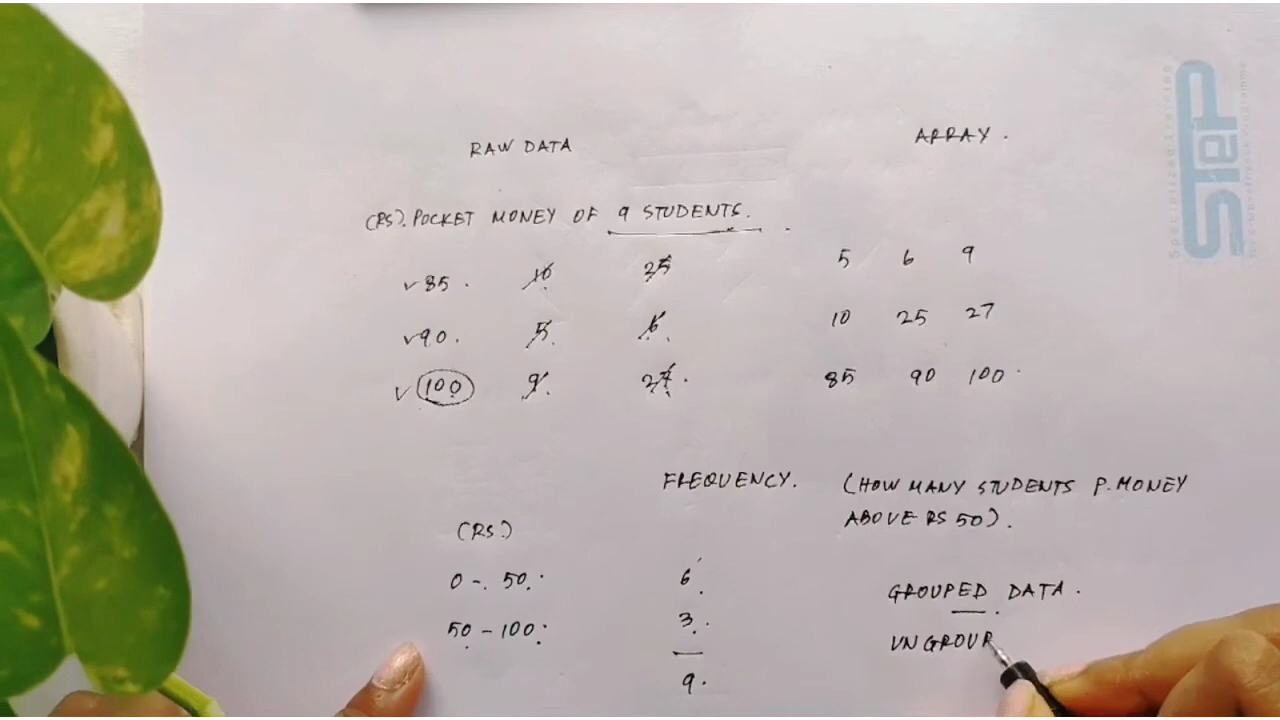 RAW DATA
ARRAY.
(RS). POCKET MONEY OF 9 STUDENTS.
85. 10 25
90. 5. 6.
100 9. 27.
5 6 9
10 25 27
85 90 100.
FREQUENCY. (HOW MANY STUDENTS P. MONEY
ABOVE RS 50).
(RS.)
0 - 50. 6.
50 - 100. 3.
9.
GROUPED DATA.
UNGROUP
STeP